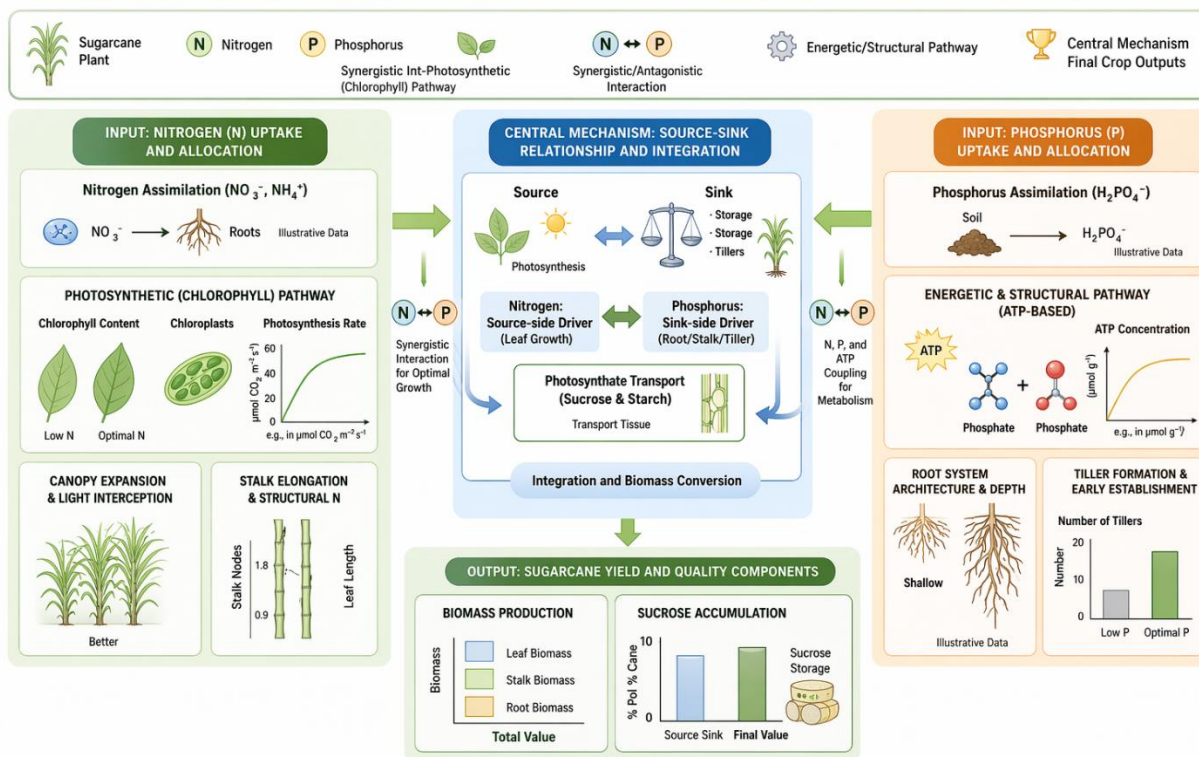 Sugarcane
Plant
N Nitrogen
P Phosphorus
Synergistic Int-Photosynthetic
(Chlorophyll) Pathway
N ↔ P
Synergistic/Antagonistic
Interaction
Energetic/Structural Pathway
Central Mechanism
Final Crop Outputs
INPUT: NITROGEN (N) UPTAKE
AND ALLOCATION
Nitrogen Assimilation (NO₃⁻, NH₄⁺)
NO₃⁻
Roots
Illustrative Data
PHOTOSYNTHETIC (CHLOROPHYLL) PATHWAY
Chlorophyll Content
Chloroplasts
Photosynthesis Rate
Low N
Optimal N
μmol CO₂ m⁻² s⁻¹)
40
30
20
0
e.g., in μmol CO₂ m⁻² s⁻¹)
CANOPY EXPANSION
& LIGHT INTERCEPTION
Better
STALK ELONGATION
& STRUCTURAL N
Stalk Nodes
1.8
0.9
Leaf Length
N ↔ P
Synergistic
Interaction
for Optimal
Growth
CENTRAL MECHANISM: SOURCE-SINK
RELATIONSHIP AND INTEGRATION
Source
Photosynthesis
Sink
· Storage
· Storage
· Tillers
Nitrogen:
Source-side Driver
(Leaf Growth)
Phosphorus:
Sink-side Driver
(Root/Stalk/Tiller)
Photosynthate Transport
(Sucrose & Starch)
Transport Tissue
Integration and Biomass Conversion
N ↔ P
N, P, and
ATP
Coupling
for
Metabolism
INPUT: PHOSPHORUS (P)
UPTAKE AND ALLOCATION
Phosphorus Assimilation (H₂PO₄⁻)
Soil
H₂PO₄⁻
Illustrative Data
ENERGETIC & STRUCTURAL PATHWAY
(ATP-BASED)
ATP
Phosphate
+
Phosphate
ATP Concentration
(μmol g⁻¹)
0
e.g., in μmol g⁻¹)
ROOT SYSTEM
ARCHITECTURE & DEPTH
Shallow
Illustrative Data
TILLER FORMATION &
EARLY ESTABLISHMENT
Number of Tillers
Number
20
10
0
Low P
Optimal P
OUTPUT: SUGARCANE YIELD AND QUALITY COMPONENTS
BIOMASS PRODUCTION
Biomass
Leaf Biomass
Stalk Biomass
Root Biomass
Total Value
SUCROSE ACCUMULATION
% Pol % Cane
10
0
Source Sink
Final Value
Sucrose
Storage